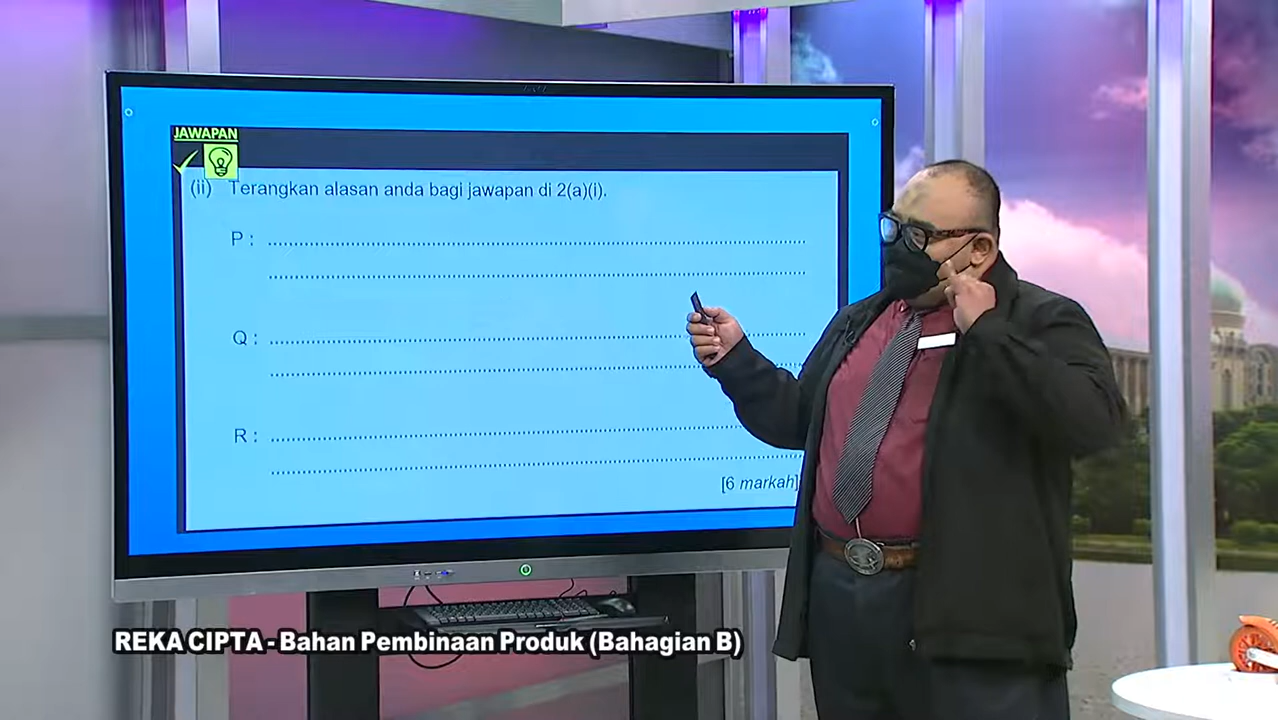 JAWAPAN
(ii) Terangkan alasan anda bagi jawapan di 2(a)(i).
P : ................................................................
................................................................
Q : ................................................................
................................................................
R : ................................................................
................................................................
[6 markah]
REKA CIPTA - Bahan Pembinaan Produk (Bahagian B)